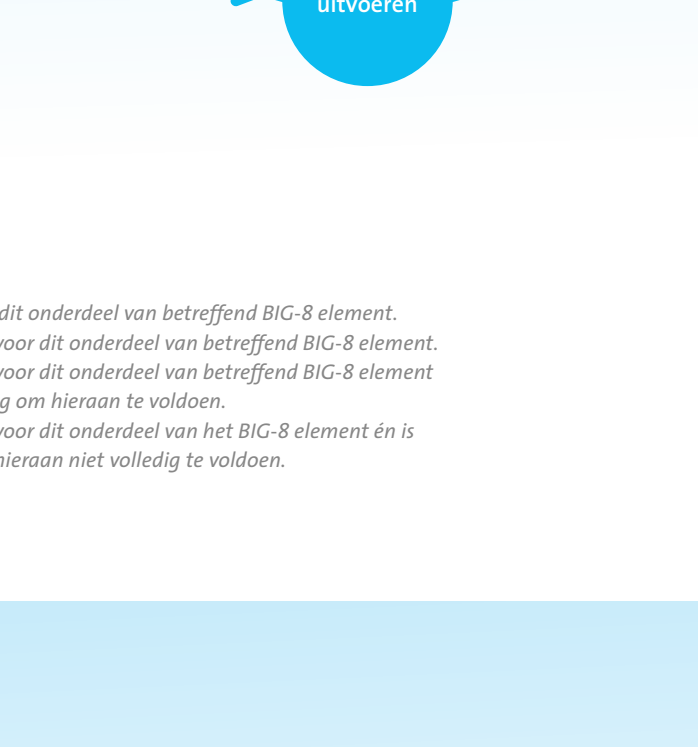 uitvoeren
dit onderdeel van betreffend BIG-8 element.
voor dit onderdeel van betreffend BIG-8 element.
voor dit onderdeel van betreffend BIG-8 element
g om hieraan te voldoen.
voor dit onderdeel van het BIG-8 element én is
hieraan niet volledig te voldoen.